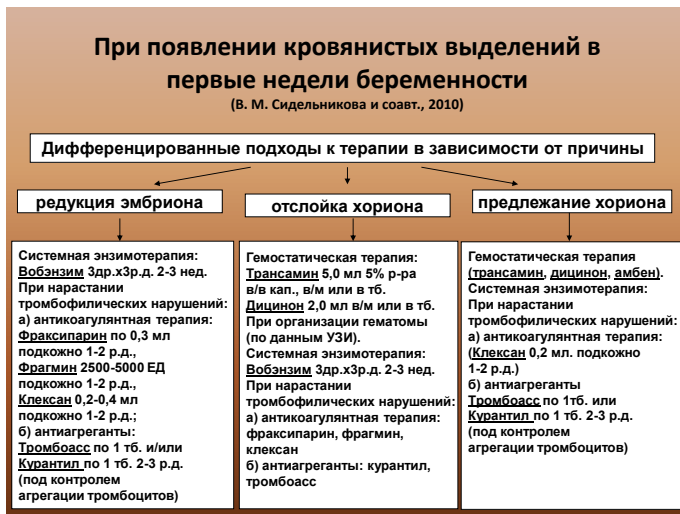 При появлении кровянистых выделений в
первые недели беременности
(В. М. Сидельникова и соавт., 2010)
Дифференцированные подходы к терапии в зависимости от причины
редукция эмбриона
отслойка хориона
предлежание хориона
Системная энзимотерапия:
Вобэнзим 3др.х3р.д. 2-3 нед.
При нарастании
тромбофилических нарушений:
а) антикоагулянтная терапия:
Фраксипарин по 0,3 мл
подкожно 1-2 р.д.,
Фрагмин 2500-5000 ЕД
подкожно 1-2 р.д.,
Клексан 0,2-0,4 мл
подкожно 1-2 р.д.;
б) антиагреганты:
Тромбоасс по 1 тб. и/или
Курантил по 1 тб. 2-3 р.д.
(под контролем
агрегации тромбоцитов)
Гемостатическая терапия:
Трансамин 5,0 мл 5% р-ра
в/в кап., в/м или в тб.
Дицинон 2,0 мл в/м или в тб.
При организации гематомы
(по данным УЗИ).
Системная энзимотерапия:
Вобэнзим 3др.х3р.д. 2-3 нед.
При нарастании
тромбофилических нарушений:
а) антикоагулянтная терапия:
фраксипарин, фрагмин,
клексан
б) антиагреганты: курантил,
тромбоасс
Гемостатическая терапия
(трансамин, дицинон, амбен).
Системная энзимотерапия:
При нарастании
тромбофилических нарушений:
а) антикоагулянтная терапия:
(Клексан 0,2 мл. подкожно
1-2 р.д.)
б) антиагреганты
Тромбоасс по 1тб. или
Курантил по 1 тб. 2-3 р.д.
(под контролем
агрегации тромбоцитов)